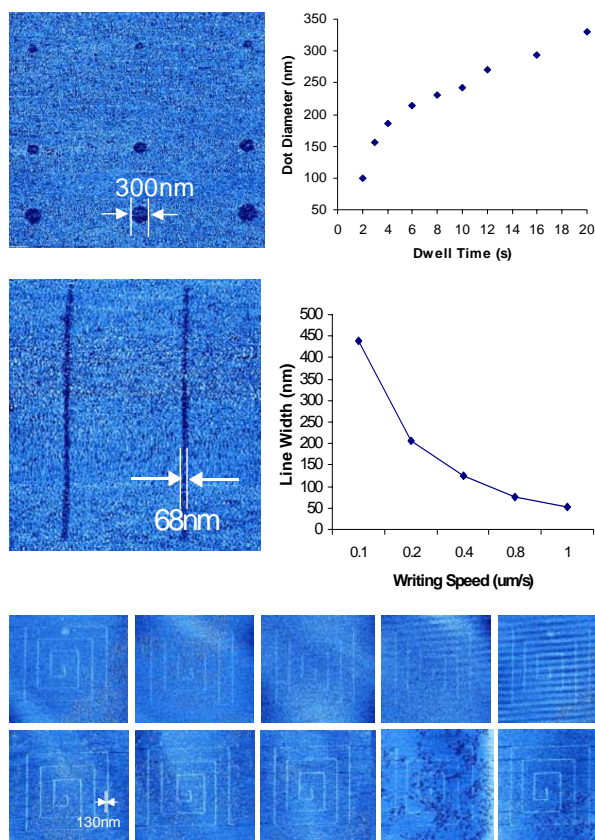 300nm
350
300
250
200
150
100
50
Dot Diameter (nm)
0 2 4 6 8 10 12 14 16 18 20
Dwell Time (s)
68nm
500
450
400
350
300
250
200
150
100
50
0
Line Width (nm)
0.1 0.2 0.4 0.8 1
Writing Speed (um/s)
130nm